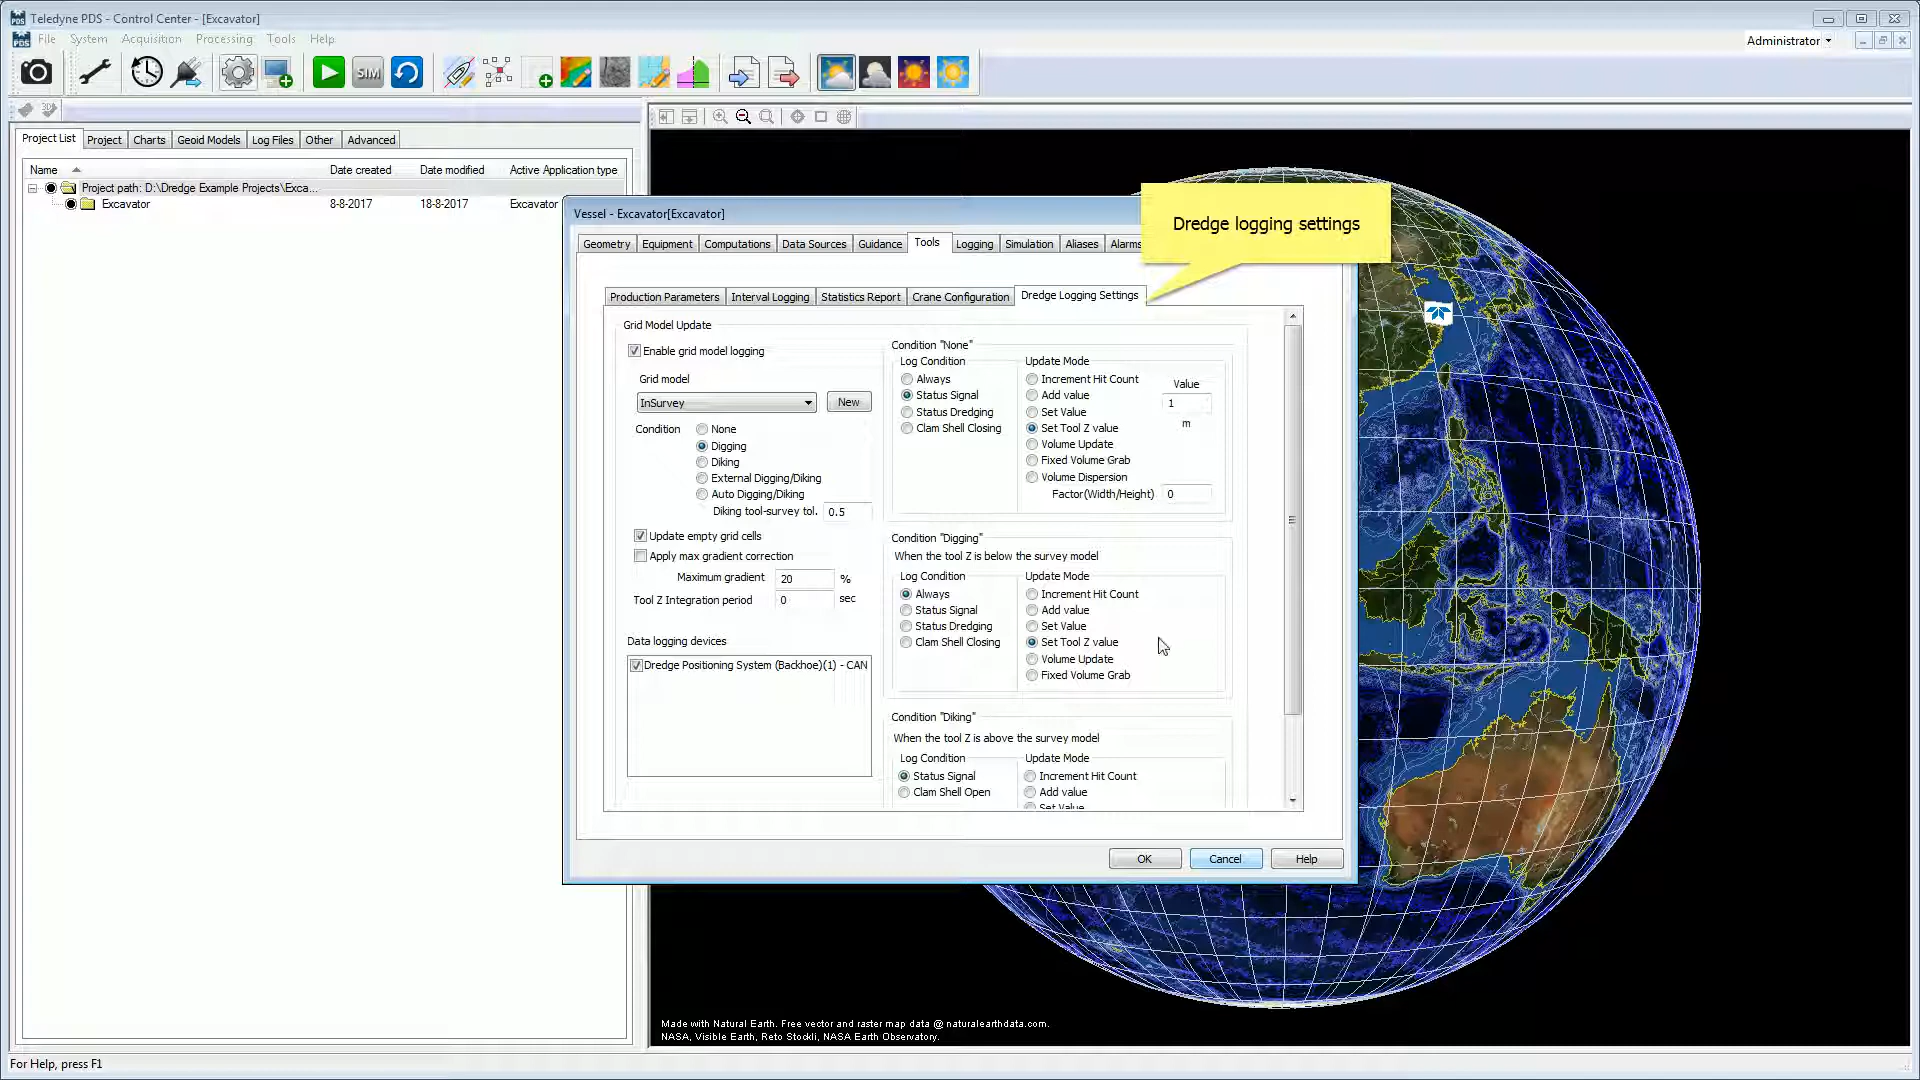 Teledyne PDS - Control Center - [Excavator]
File System Acquisition Processing Tools Help
Administrator
SIM
3D
Project List Project Charts Geoid Models Log Files Other Advanced
Name Date created Date modified Active Application type
Project path: D:\Dredge Example Projects\Exca...
Excavator 8-8-2017 18-8-2017 Excavator
Vessel - Excavator[Excavator]
Dredge logging settings
Geometry Equipment Computations Data Sources Guidance Tools Logging Simulation Aliases Alarms
Production Parameters Interval Logging Statistics Report Crane Configuration Dredge Logging Settings
Grid Model Update
Enable grid model logging
Grid model
InSurvey New
Condition None
Digging
Diking
External Digging/Diking
Auto Digging/Diking
Diking tool-survey tol. 0.5
Update empty grid cells
Apply max gradient correction
Maximum gradient 20 %
Tool Z Integration period 0 sec
Data logging devices
Dredge Positioning System (Backhoe)(1) - CAN
Condition "None"
Log Condition Update Mode
Always Increment Hit Count Value
Status Signal Add value 1
Status Dredging Set Value m
Clam Shell Closing Set Tool Z value
Volume Update
Fixed Volume Grab
Volume Dispersion
Factor(Width/Height) 0
Condition "Digging"
When the tool Z is below the survey model
Log Condition Update Mode
Always Increment Hit Count
Status Signal Add value
Status Dredging Set Value
Clam Shell Closing Set Tool Z value
Volume Update
Fixed Volume Grab
Condition "Diking"
When the tool Z is above the survey model
Log Condition Update Mode
Status Signal Increment Hit Count
Clam Shell Open Add value
Set Value
OK Cancel Help
Made with Natural Earth. Free vector and raster map data @ naturalearthdata.com.
NASA, Visible Earth, Reto Stockli, NASA Earth Observatory.
For Help, press F1